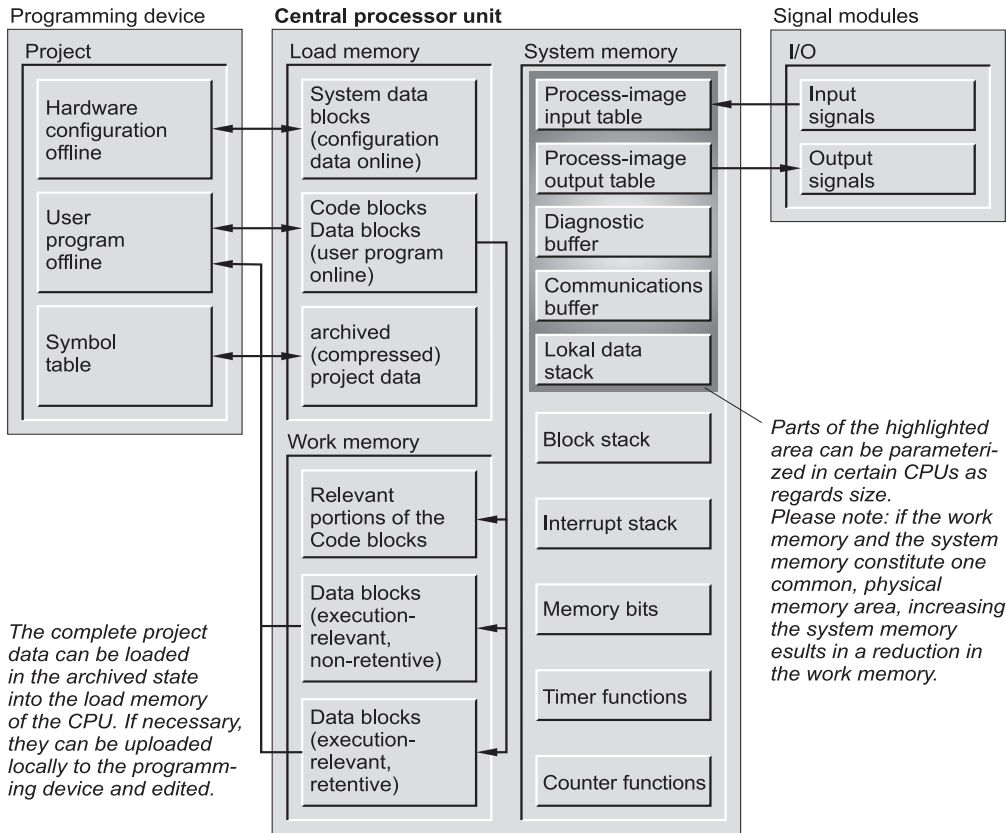 Programming device
Project
Hardware
configuration
offline
User
program
offline
Symbol
table
The complete project
data can be loaded
in the archived state
into the load memory
of the CPU. If necessary,
they can be uploaded
locally to the programm-
ing device and edited.
Central processor unit
Load memory
System data
blocks
(configuration
data online)
Code blocks
Data blocks
(user program
online)
archived
(compressed)
project data
Work memory
Relevant
portions of the
Code blocks
Data blocks
(execution-
relevant,
non-retentive)
Data blocks
(execution-
relevant,
retentive)
System memory
Process-image
input table
Process-image
output table
Diagnostic
buffer
Communications
buffer
Lokal data
stack
Block stack
Interrupt stack
Memory bits
Timer functions
Counter functions
Signal modules
I/O
Input
signals
Output
signals
Parts of the highlighted
area can be parameteri-
zed in certain CPUs as
regards size.
Please note: if the work
memory and the system
memory constitute one
common, physical
memory area, increasing
the system memory
esults in a reduction in
the work memory.